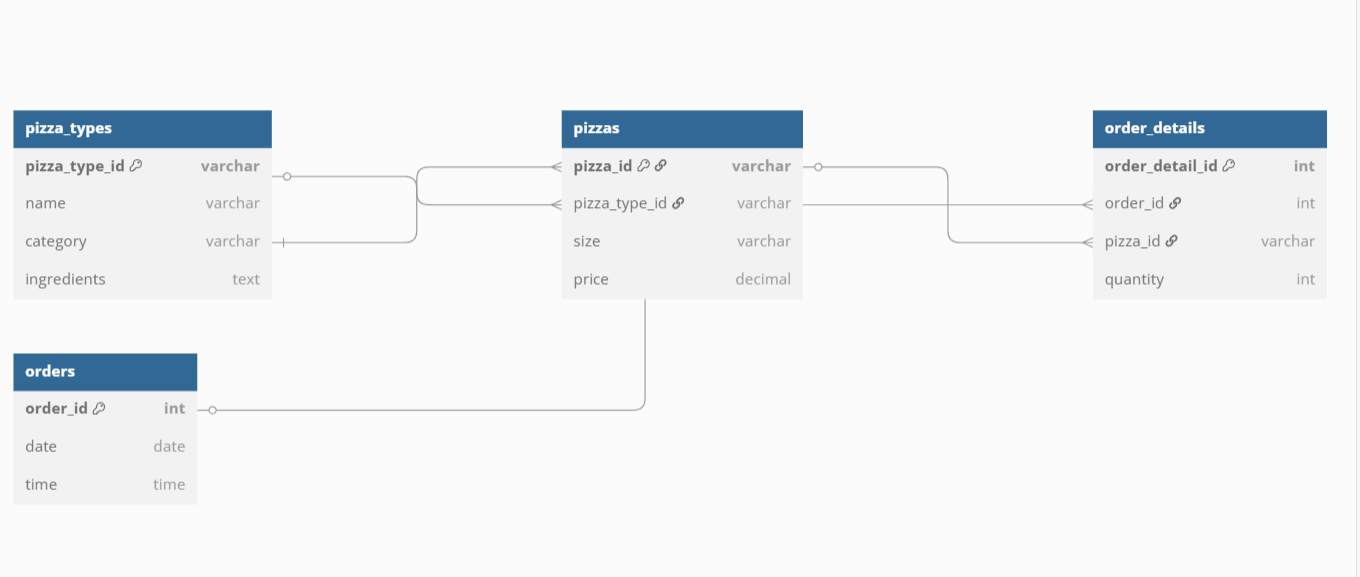 pizza_types
pizza_type_id varchar
name varchar
category varchar
ingredients text
pizzas
pizza_id varchar
pizza_type_id varchar
size varchar
price decimal
order_details
order_detail_id int
order_id int
pizza_id varchar
quantity int
orders
order_id int
date date
time time